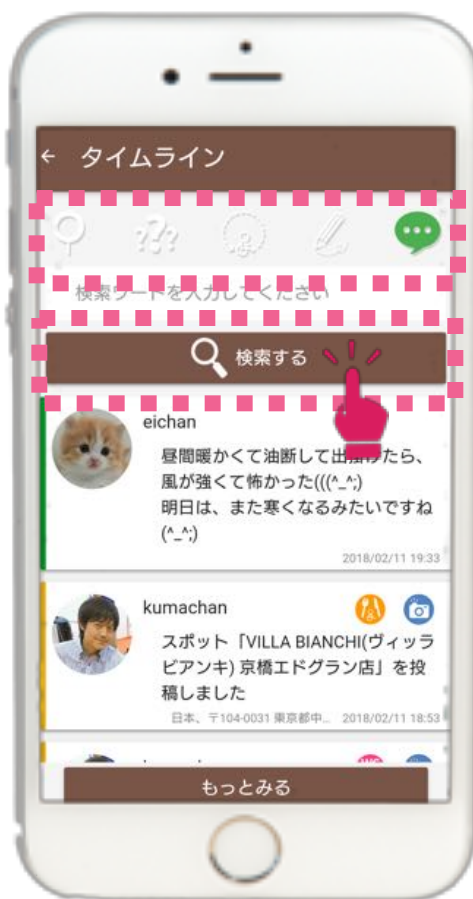 ← タイムライン
???
検索ワードを入力してください
検索する
eichan
昼間暖かくて油断して出掛けたら、
風が強くて怖かった(((^_^;)
明日は、また寒くなるみたいですね
(^_^;)
2018/02/11 19:33
kumachan
スポット「VILLA BIANCHI(ヴィッラ
ビアンキ) 京橋エドグラン店」を投
稿しました
日本、〒104-0031 東京都中... 2018/02/11 18:53
もっとみる